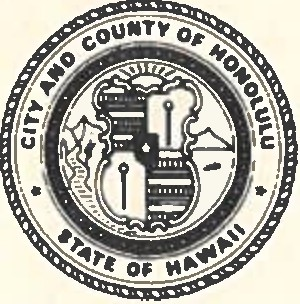 CITY AND COUNTY OF HONOLULU
STATE OF HAWAII